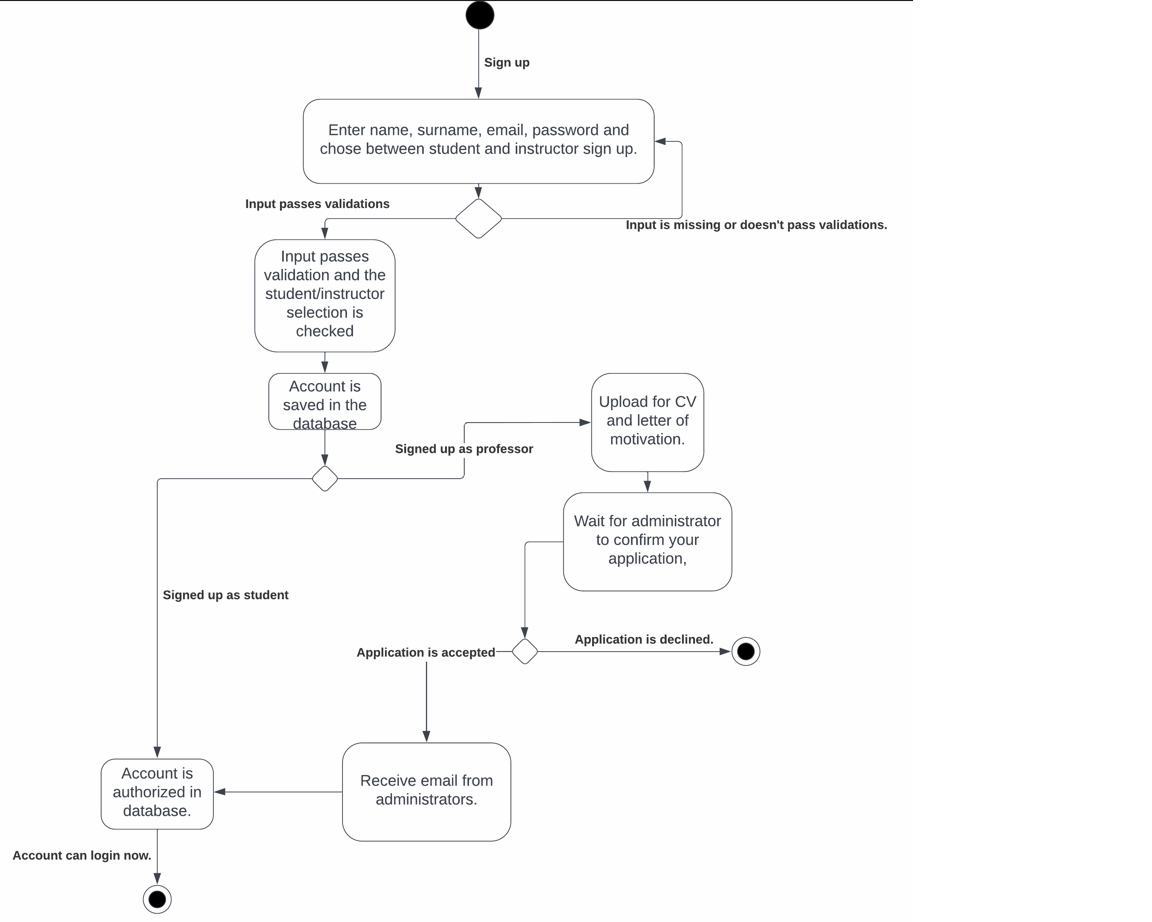 Sign up
Enter name, surname, email, password and
chose between student and instructor sign up.
Input passes validations
Input is missing or doesn't pass validations.
Input passes
validation and the
student/instructor
selection is
checked
Account is
saved in the
database
Upload for CV
and letter of
motivation.
Signed up as professor
Wait for administrator
to confirm your
application,
Signed up as student
Application is declined.
Application is accepted
Receive email from
administrators.
Account is
authorized in
database.
Account can login now.